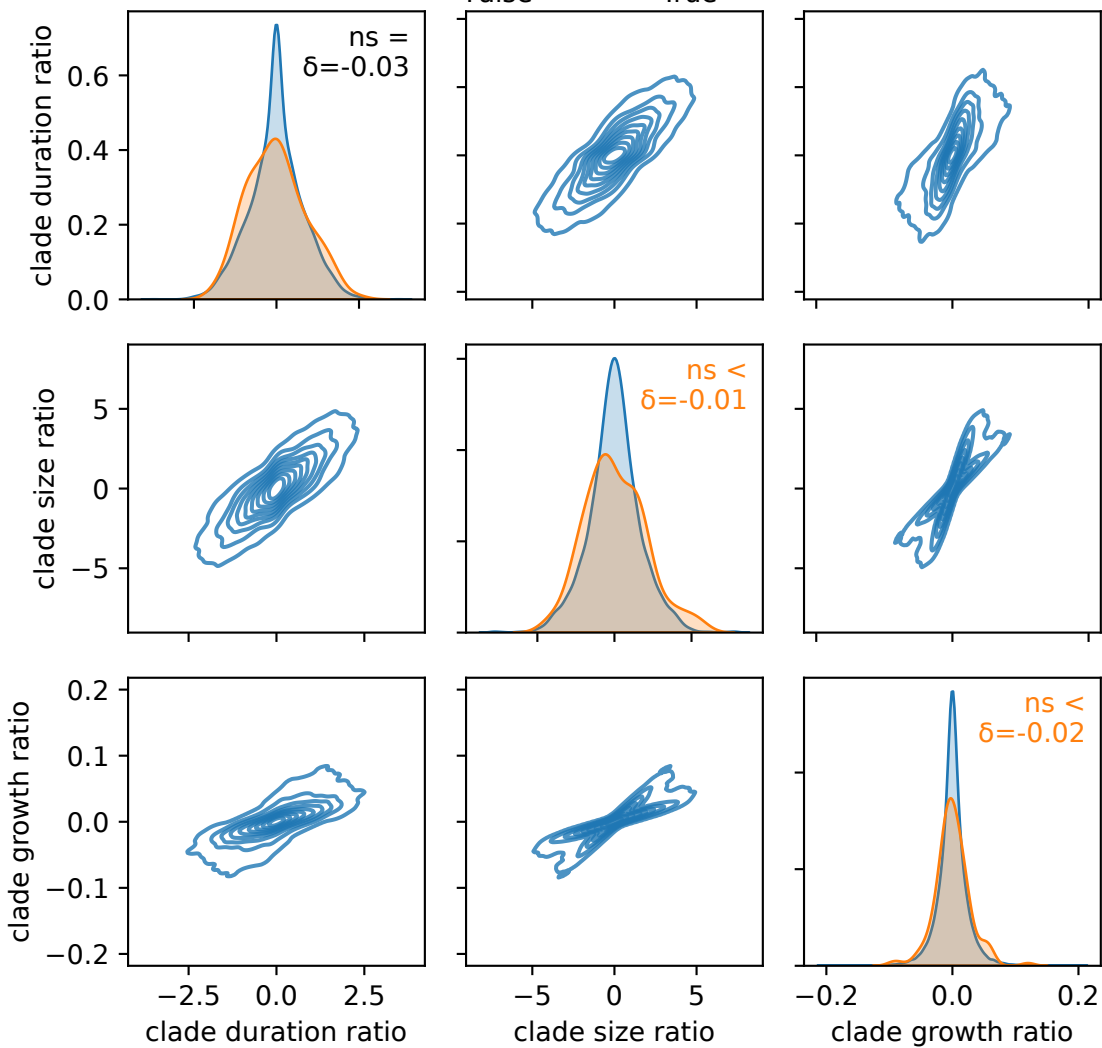 ns =
δ=-0.03
clade duration ratio
0.6
0.4
0.2
0.0
ns <
δ=-0.01
clade size ratio
5
0
−5
ns <
δ=-0.02
clade growth ratio
0.2
0.1
0.0
−0.1
−0.2
−2.5 0.0 2.5
−5 0 5
−0.2 0.0 0.2
clade duration ratio
clade size ratio
clade growth ratio